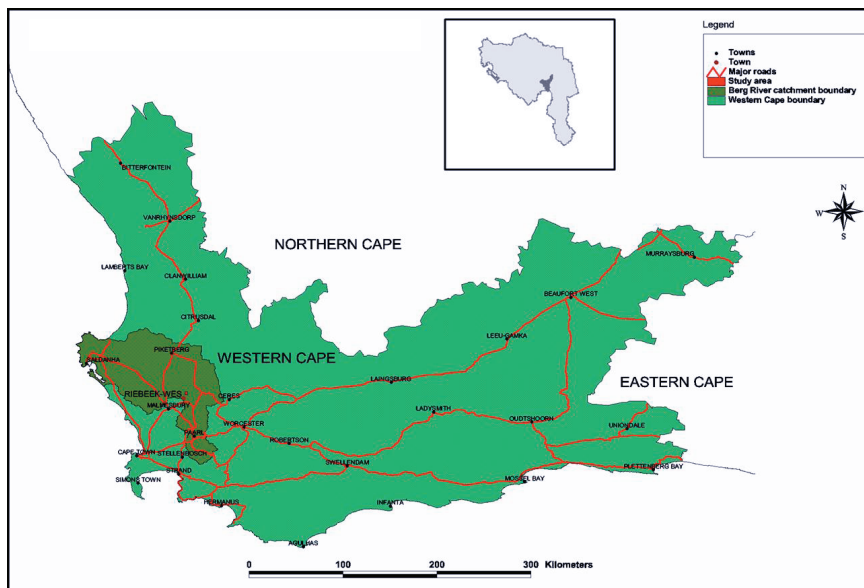 Legend
Towns
Town
Major roads
Study area
Berg River catchment boundary
Western Cape boundary
N
W
E
S
BITTERFONTEIN
VANRHYNSDORP
NORTHERN CAPE
LAMBERTS BAY
CLANWILLIAM
CITRUSDAL
MURRAYSBURG
BEAUFORT WEST
LEEU-GAMKA
PIKETBERG
SALDANHA
WESTERN CAPE
LAINGSBURG
EASTERN CAPE
RIEBEEK-WES
CERES
MALMESBURY
LADYSMITH
OUDTSHOORN
UNIONDALE
PAARL
WORCESTER
ROBERTSON
CAPE TOWN
STELLENBOSCH
SWELLENDAM
PLETTENBERG BAY
STRAND
SIMONS TOWN
MOSSEL BAY
HERMANUS
INFANTA
AGULHAS
0 100 200 300 Kilometers